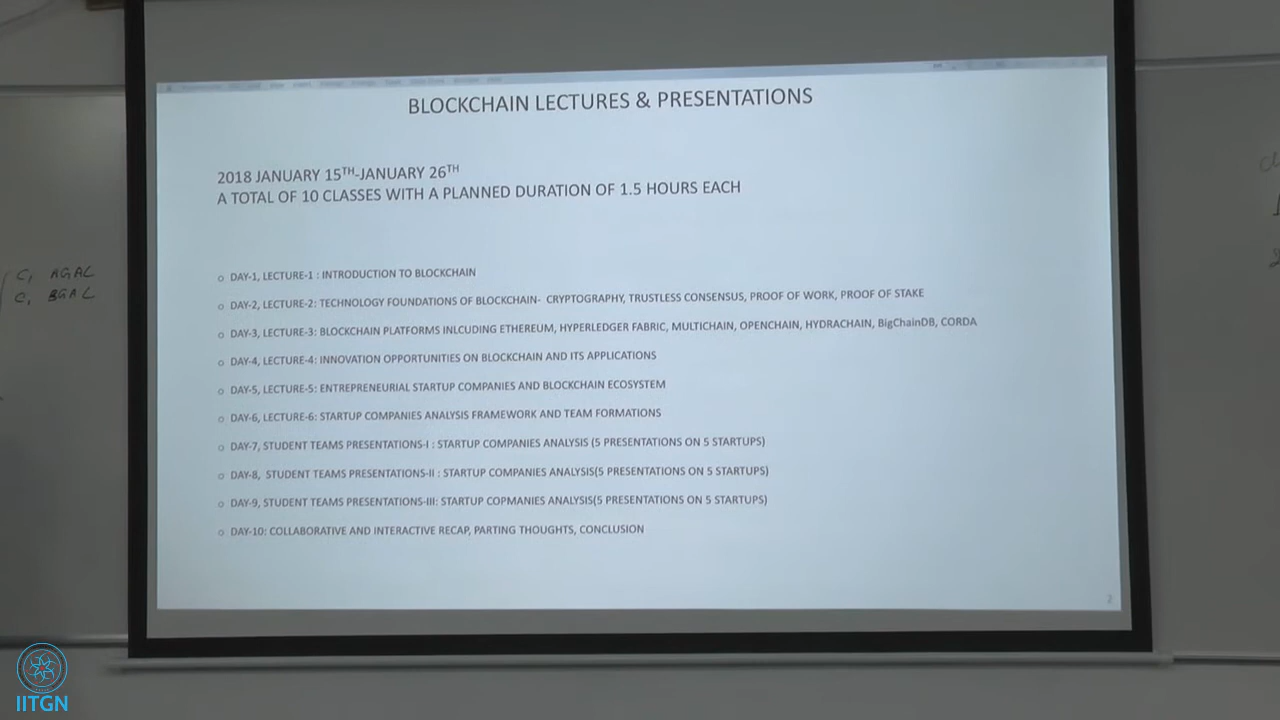 BLOCKCHAIN LECTURES & PRESENTATIONS
2018 JANUARY 15TH-JANUARY 26TH
A TOTAL OF 10 CLASSES WITH A PLANNED DURATION OF 1.5 HOURS EACH
DAY-1, LECTURE-1 : INTRODUCTION TO BLOCKCHAIN
DAY-2, LECTURE-2: TECHNOLOGY FOUNDATIONS OF BLOCKCHAIN- CRYPTOGRAPHY, TRUSTLESS CONSENSUS, PROOF OF WORK, PROOF OF STAKE
DAY-3, LECTURE-3: BLOCKCHAIN PLATFORMS INLCUDING ETHEREUM, HYPERLEDGER FABRIC, MULTICHAIN, OPENCHAIN, HYDRACHAIN, BigChainDB, CORDA
DAY-4, LECTURE-4: INNOVATION OPPORTUNITIES ON BLOCKCHAIN AND ITS APPLICATIONS
DAY-5, LECTURE-5: ENTREPRENEURIAL STARTUP COMPANIES AND BLOCKCHAIN ECOSYSTEM
DAY-6, LECTURE-6: STARTUP COMPANIES ANALYSIS FRAMEWORK AND TEAM FORMATIONS
DAY-7, STUDENT TEAMS PRESENTATIONS-I : STARTUP COMPANIES ANALYSIS (5 PRESENTATIONS ON 5 STARTUPS)
DAY-8, STUDENT TEAMS PRESENTATIONS-II : STARTUP COMPANIES ANALYSIS(5 PRESENTATIONS ON 5 STARTUPS)
DAY-9, STUDENT TEAMS PRESENTATIONS-III: STARTUP COPMANIES ANALYSIS(5 PRESENTATIONS ON 5 STARTUPS)
DAY-10: COLLABORATIVE AND INTERACTIVE RECAP, PARTING THOUGHTS, CONCLUSION
2
C, AGAL
C, BGAL
IITGN